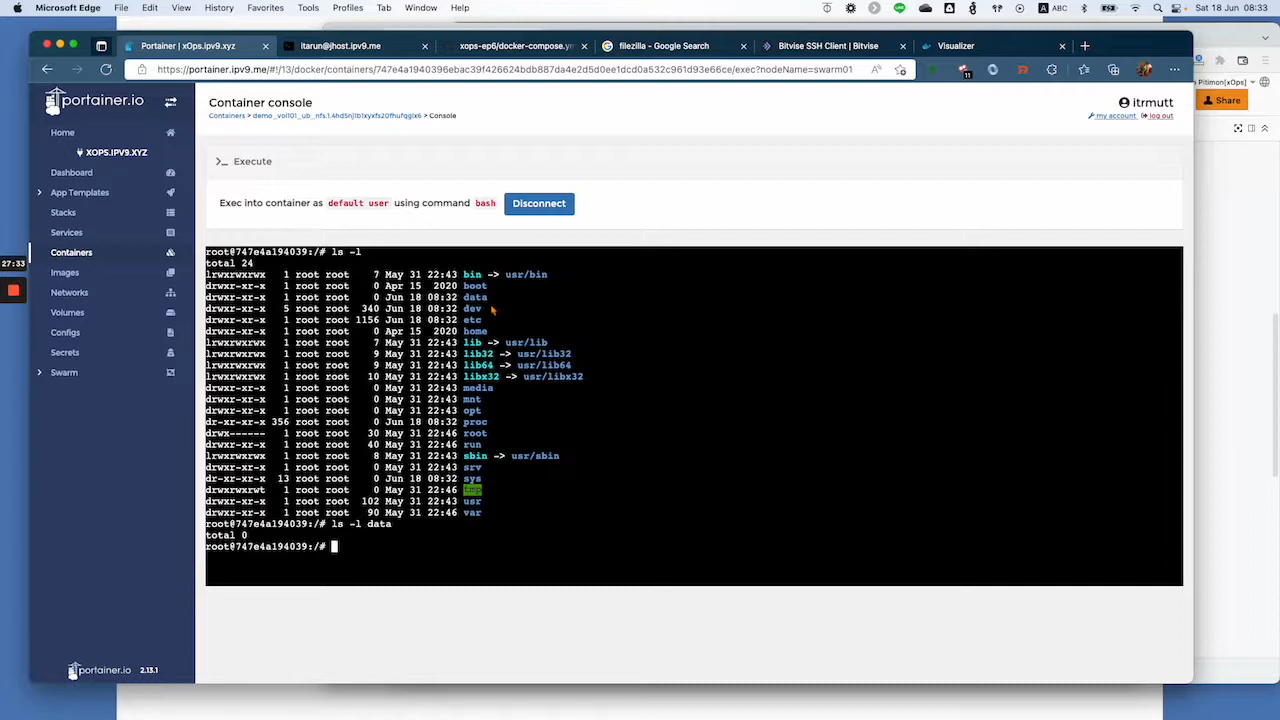 Microsoft Edge File Edit View History Favorites Tools Profiles Tab Window Help ABC Sat 18 Jun 08:33
Portainer | xOps.ipv9.xyz itarun@jhost.ipv9.me xops-ep6/docker-compose.ym filezilla - Google Search Bitvise SSH Client | Bitvise Visualizer
https://portainer.ipv9.me/#!/13/docker/containers/747e4a1940396ebac39f426624bdb887da4e2d5d0ee1dcd0a532c961d93e66ce/exec?nodeName=swarm01
11
Pitimon[xOps]
Share
portainer.io
Home
XOPS.IPV9.XYZ
Dashboard
App Templates
Stacks
Services
Containers
Images
Networks
Volumes
Configs
Secrets
Swarm
portainer.io 2.13.1
27:33
Container console
Containers > demo_vol101_ub_nfs.1.4hd5nj1b1xyxfs20fhufqglx6 > Console
itrmutt
my account log out
>_ Execute
Exec into container as default user using command bash Disconnect
root@747e4a194039:/# ls -l
total 24
lrwxrwxrwx 1 root root 7 May 31 22:43 bin -> usr/bin
drwxr-xr-x 1 root root 0 Apr 15 2020 boot
drwxr-xr-x 1 root root 0 Jun 18 08:32 data
drwxr-xr-x 5 root root 340 Jun 18 08:32 dev
drwxr-xr-x 1 root root 1156 Jun 18 08:32 etc
drwxr-xr-x 1 root root 0 Apr 15 2020 home
lrwxrwxrwx 1 root root 7 May 31 22:43 lib -> usr/lib
lrwxrwxrwx 1 root root 9 May 31 22:43 lib32 -> usr/lib32
lrwxrwxrwx 1 root root 9 May 31 22:43 lib64 -> usr/lib64
lrwxrwxrwx 1 root root 10 May 31 22:43 libx32 -> usr/libx32
drwxr-xr-x 1 root root 0 May 31 22:43 media
drwxr-xr-x 1 root root 0 May 31 22:43 mnt
drwxr-xr-x 1 root root 0 May 31 22:43 opt
dr-xr-xr-x 356 root root 0 Jun 18 08:32 proc
drwx------ 1 root root 30 May 31 22:46 root
drwxr-xr-x 1 root root 40 May 31 22:46 run
lrwxrwxrwx 1 root root 8 May 31 22:43 sbin -> usr/sbin
drwxr-xr-x 1 root root 0 May 31 22:43 srv
dr-xr-xr-x 13 root root 0 Jun 18 08:32 sys
drwxrwxrwt 1 root root 0 May 31 22:46 tmp
drwxr-xr-x 1 root root 102 May 31 22:43 usr
drwxr-xr-x 1 root root 90 May 31 22:46 var
root@747e4a194039:/# ls -l data
total 0
root@747e4a194039:/#